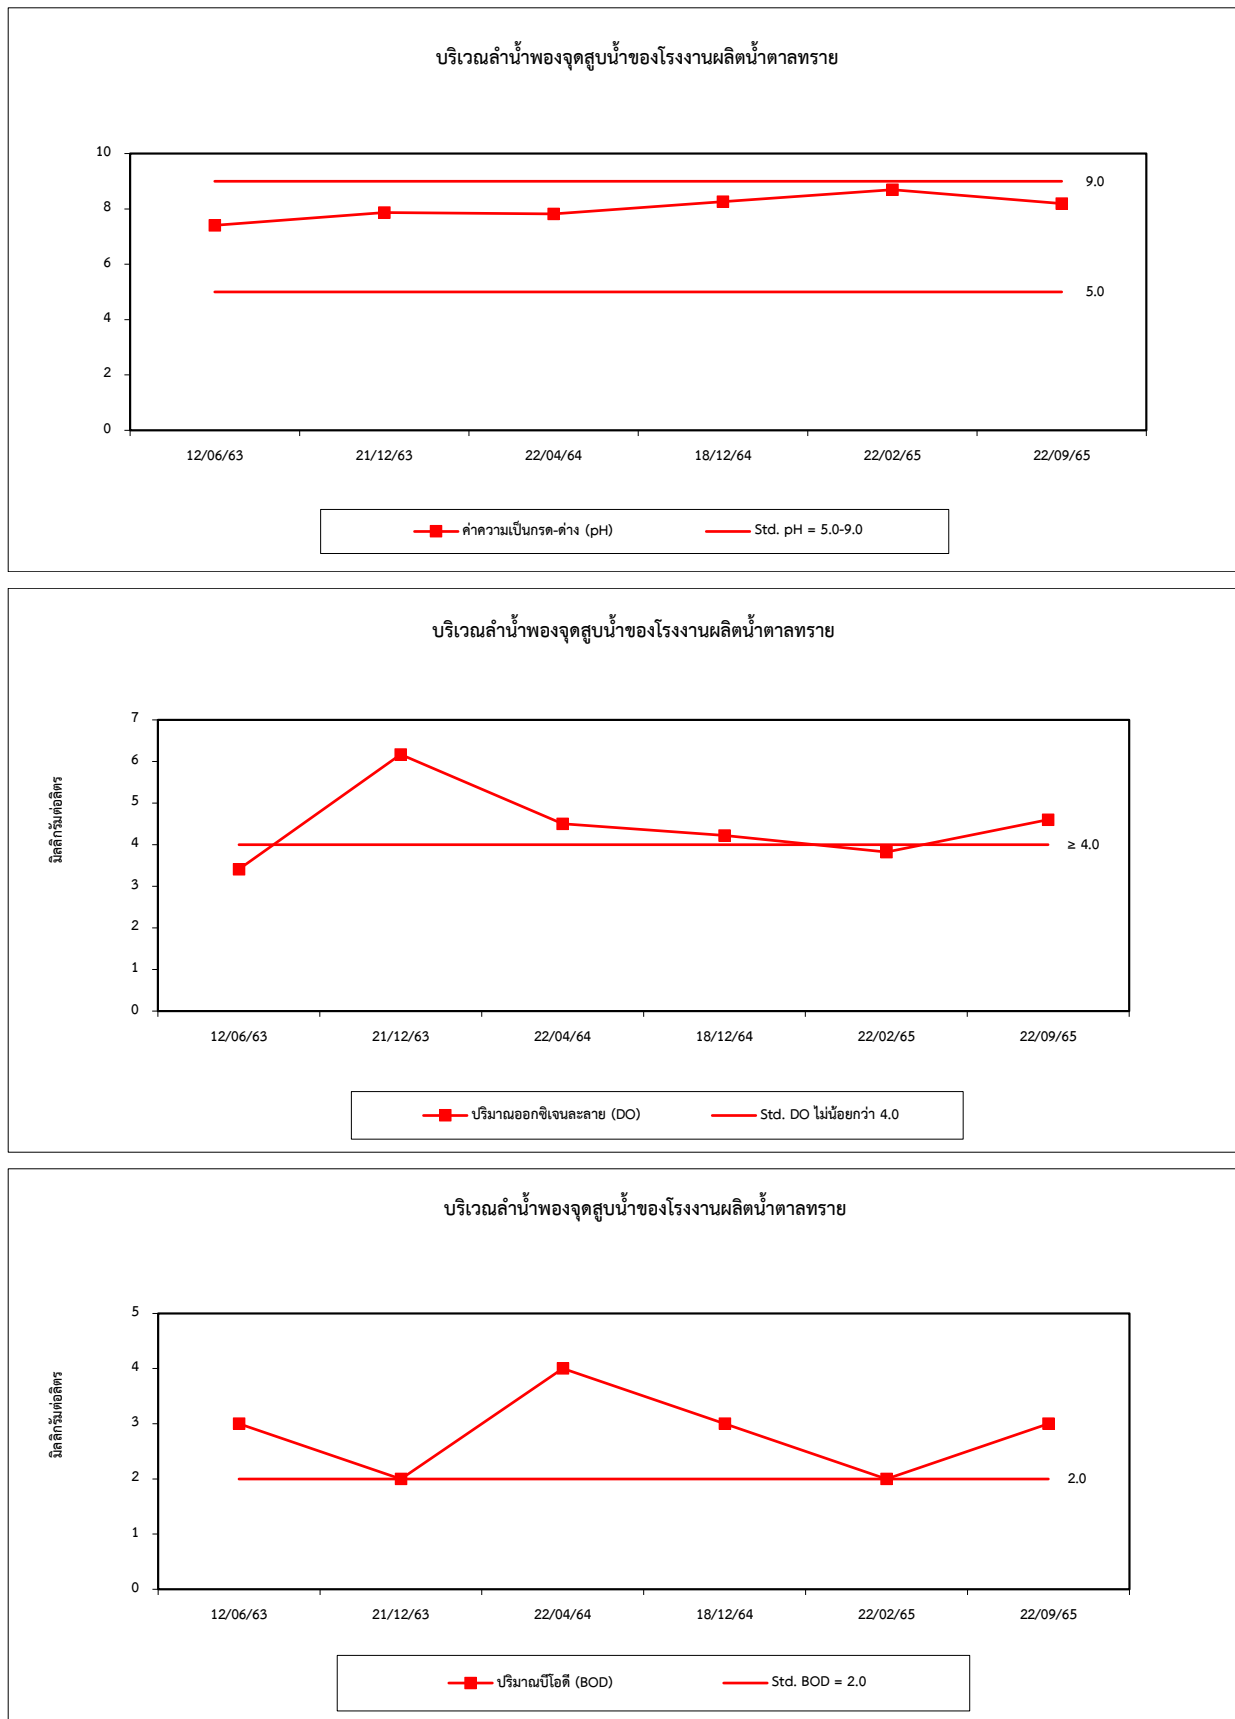 บริเวณลำน้ำพองจุดสูบน้ำของโรงงานผลิตน้ำตาลทราย
10
8
6
4
2
0
9.0
5.0
12/06/63 21/12/63 22/04/64 18/12/64 22/02/65 22/09/65
ค่าความเป็นกรด-ด่าง (pH) Std. pH = 5.0-9.0
บริเวณลำน้ำพองจุดสูบน้ำของโรงงานผลิตน้ำตาลทราย
มิลลิกรัมต่อลิตร
7
6
5
4
3
2
1
0
≥ 4.0
12/06/63 21/12/63 22/04/64 18/12/64 22/02/65 22/09/65
ปริมาณออกซิเจนละลาย (DO) Std. DO ไม่น้อยกว่า 4.0
บริเวณลำน้ำพองจุดสูบน้ำของโรงงานผลิตน้ำตาลทราย
มิลลิกรัมต่อลิตร
5
4
3
2
1
0
2.0
12/06/63 21/12/63 22/04/64 18/12/64 22/02/65 22/09/65
ปริมาณบีโอดี (BOD) Std. BOD = 2.0